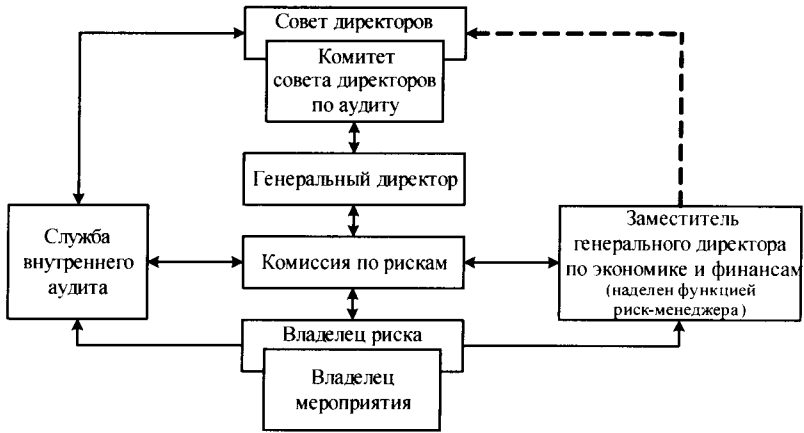 Совет директоров
Комитет
совета директоров
по аудиту
Генеральный директор
Служба
внутреннего
аудита
Комиссия по рискам
Заместитель
генерального директора
по экономике и финансам
(наделен функцией
риск-менеджера)
Владелец риска
Владелец
мероприятия